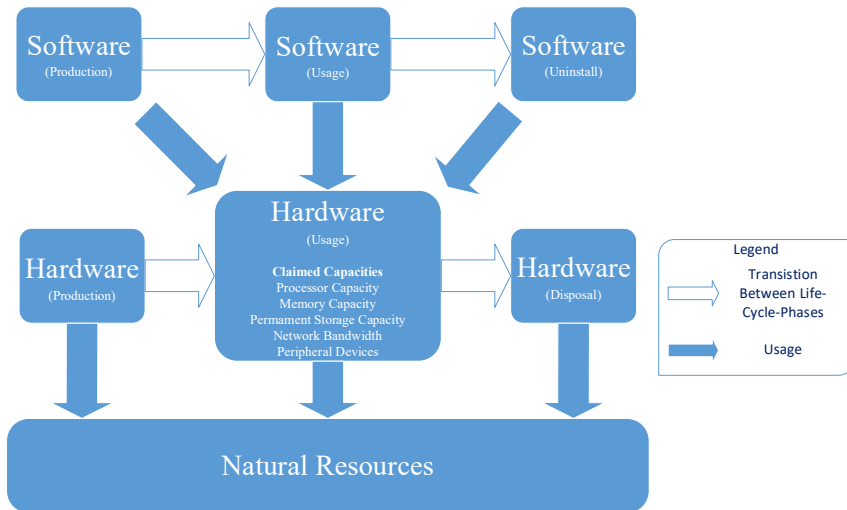 Software
(Production)
Software
(Usage)
Software
(Uninstall)
Hardware
(Usage)
Claimed Capacities
Processor Capacity
Memory Capacity
Permament Storage Capacity
Network Bandwidth
Peripheral Devices
Hardware
(Production)
Hardware
(Disposal)
Legend
Transistion
Between Life-
Cycle-Phases
Usage
Natural Resources